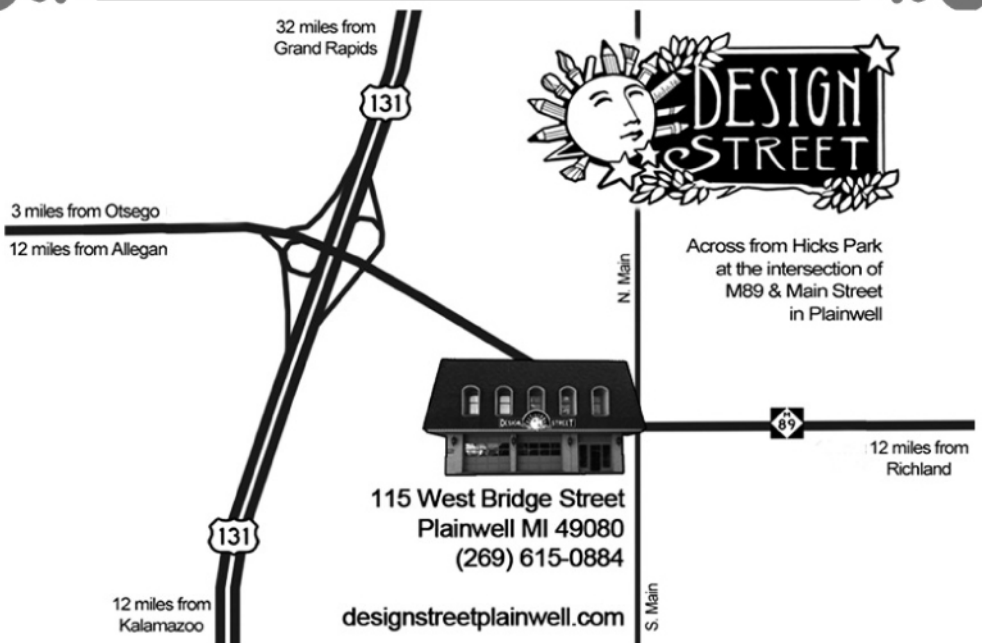 32 miles from
Grand Rapids
131
DESIGN
STREET
3 miles from Otsego
12 miles from Allegan
Across from Hicks Park
at the intersection of
M89 & Main Street
in Plainwell
N. Main
DESIGN STREET
M
89
12 miles from
Richland
115 West Bridge Street
Plainwell MI 49080
(269) 615-0884
131
designstreetplainwell.com
S. Main
12 miles from
Kalamazoo